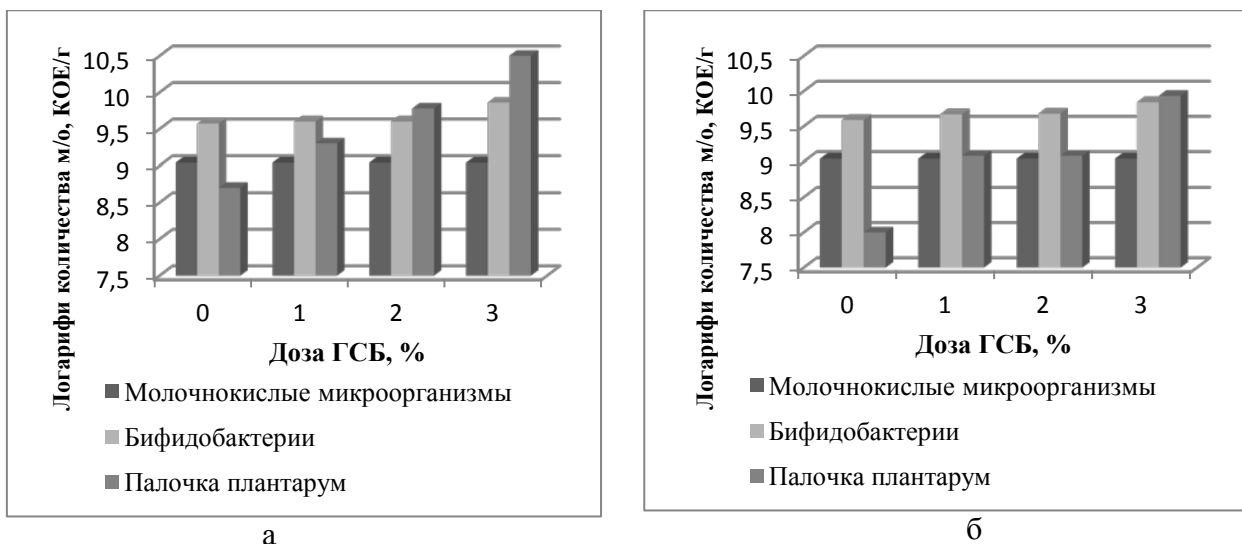 Логарифи количества м/о, КОЕ/г
10,5
10
9,5
9
8,5
8
7,5
0 1 2 3
Доза ГСБ, %
Молочнокислые микроорганизмы
Бифидобактерии
Палочка плантарум
а
Логарифи количества м/о, КОЕ/г
10,5
10
9,5
9
8,5
8
7,5
0 1 2 3
Доза ГСБ, %
Молочнокислые микроорганизмы
Бифидобактерии
Палочка плантарум
б